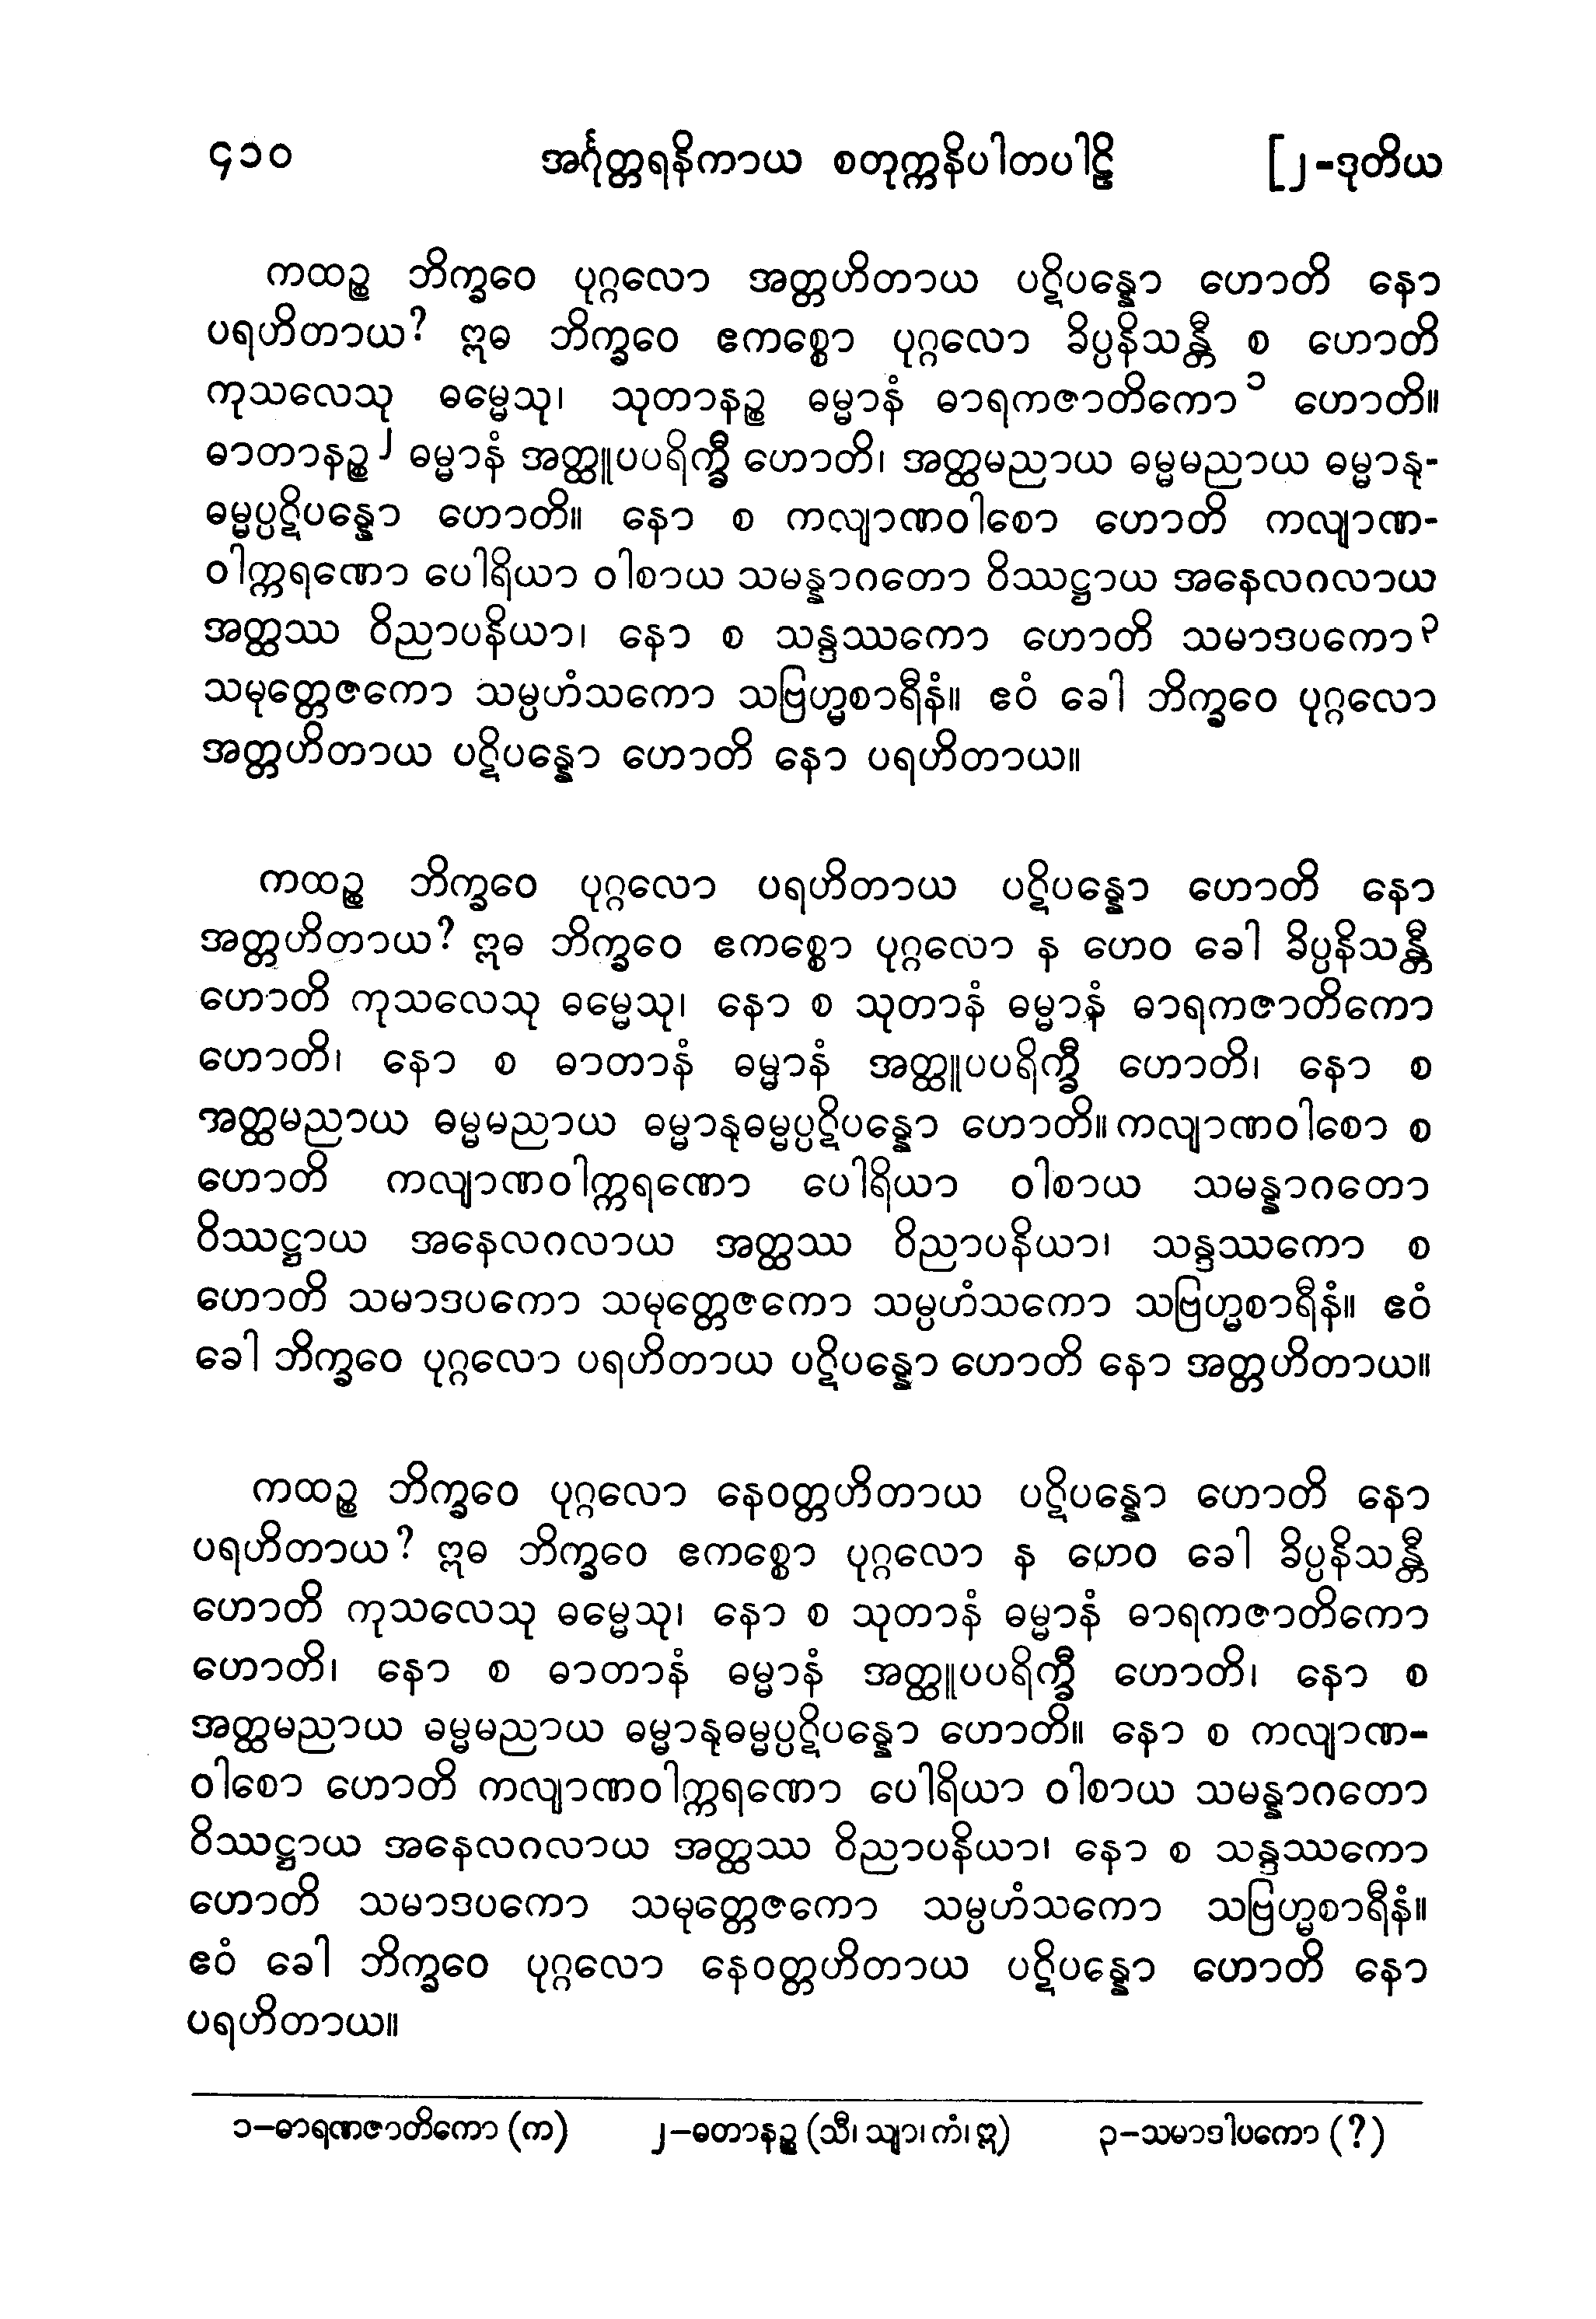 ၄၁၀ အင်္ဂုတ္တရနိကာယ စတုက္ကနိပါတပါဠိ [၂-ဒုတိယ
ကထဉ္စ ဘိက္ခဝေ ပုဂ္ဂလော အတ္တဟိတာယ ပဋိပန္နော ဟောတိ နော
ပရဟိတာယ? ဣဓ ဘိက္ခဝေ ဧကစ္စော ပုဂ္ဂလော ခိပ္ပနိသန္တီ စ ဟောတိ
ကုသလေသု ဓမ္မေသု၊ သုတာနဉ္စ ဓမ္မာနံ ဓာရကဇာတိကော၁ ဟောတိ။
ဓာတာနဉ္စ၂ ဓမ္မာနံ အတ္ထူပပရိက္ခီ ဟောတိ၊ အတ္ထမညာယ ဓမ္မမညာယ ဓမ္မာနု-
ဓမ္မပ္ပဋိပန္နော ဟောတိ။ နော စ ကလျာဏဝါစော ဟောတိ ကလျာဏ-
ဝါက္ကရဏော ပေါရိယာ ဝါစာယ သမန္နာဂတော ဝိဿဋ္ဌာယ အနေလဂလာယ
အတ္ထဿ ဝိညာပနိယာ၊ နော စ သန္ဒဿကော ဟောတိ သမာဒပကော၃
သမုတ္တေဇကော သမ္ပဟံသကော သဗြဟ္မစာရီနံ။ ဧဝံ ခေါ ဘိက္ခဝေ ပုဂ္ဂလော
အတ္တဟိတာယ ပဋိပန္နော ဟောတိ နော ပရဟိတာယ။
ကထဉ္စ ဘိက္ခဝေ ပုဂ္ဂလော ပရဟိတာယ ပဋိပန္နော ဟောတိ နော
အတ္တဟိတာယ? ဣဓ ဘိက္ခဝေ ဧကစ္စော ပုဂ္ဂလော န ဟေဝ ခေါ ခိပ္ပနိသန္တီ
ဟောတိ ကုသလေသု ဓမ္မေသု၊ နော စ သုတာနံ ဓမ္မာနံ ဓာရကဇာတိကော
ဟောတိ၊ နော စ ဓာတာနံ ဓမ္မာနံ အတ္ထူပပရိက္ခီ ဟောတိ၊ နော စ
အတ္ထမညာယ ဓမ္မမညာယ ဓမ္မာနုဓမ္မပ္ပဋိပန္နော ဟောတိ။ ကလျာဏဝါစော စ
ဟောတိ ကလျာဏဝါက္ကရဏော ပေါရိယာ ဝါစာယ သမန္နာဂတော
ဝိဿဋ္ဌာယ အနေလဂလာယ အတ္ထဿ ဝိညာပနိယာ၊ သန္ဒဿကော စ
ဟောတိ သမာဒပကော သမုတ္တေဇကော သမ္ပဟံသကော သဗြဟ္မစာရီနံ။ ဧဝံ
ခေါ ဘိက္ခဝေ ပုဂ္ဂလော ပရဟိတာယ ပဋိပန္နော ဟောတိ နော အတ္တဟိတာယ။
ကထဉ္စ ဘိက္ခဝေ ပုဂ္ဂလော နေဝတ္တဟိတာယ ပဋိပန္နော ဟောတိ နော
ပရဟိတာယ? ဣဓ ဘိက္ခဝေ ဧကစ္စော ပုဂ္ဂလော န ဟေဝ ခေါ ခိပ္ပနိသန္တီ
ဟောတိ ကုသလေသု ဓမ္မေသု၊ နော စ သုတာနံ ဓမ္မာနံ ဓာရကဇာတိကော
ဟောတိ၊ နော စ ဓာတာနံ ဓမ္မာနံ အတ္ထူပပရိက္ခီ ဟောတိ၊ နော စ
အတ္ထမညာယ ဓမ္မမညာယ ဓမ္မာနုဓမ္မပ္ပဋိပန္နော ဟောတိ။ နော စ ကလျာဏ-
ဝါစော ဟောတိ ကလျာဏဝါက္ကရဏော ပေါရိယာ ဝါစာယ သမန္နာဂတော
ဝိဿဋ္ဌာယ အနေလဂလာယ အတ္ထဿ ဝိညာပနိယာ၊ နော စ သန္ဒဿကော
ဟောတိ သမာဒပကော သမုတ္တေဇကော သမ္ပဟံသကော သဗြဟ္မစာရီနံ။
ဧဝံ ခေါ ဘိက္ခဝေ ပုဂ္ဂလော နေဝတ္တဟိတာယ ပဋိပန္နော ဟောတိ နော
ပရဟိတာယ။
၁-ဓာရဏဇာတိကော (က) ၂-ဓတာနဉ္စ (သီ၊ သျာ၊ ကံ၊ ဣ) ၃-သမာဒါပကော (?)